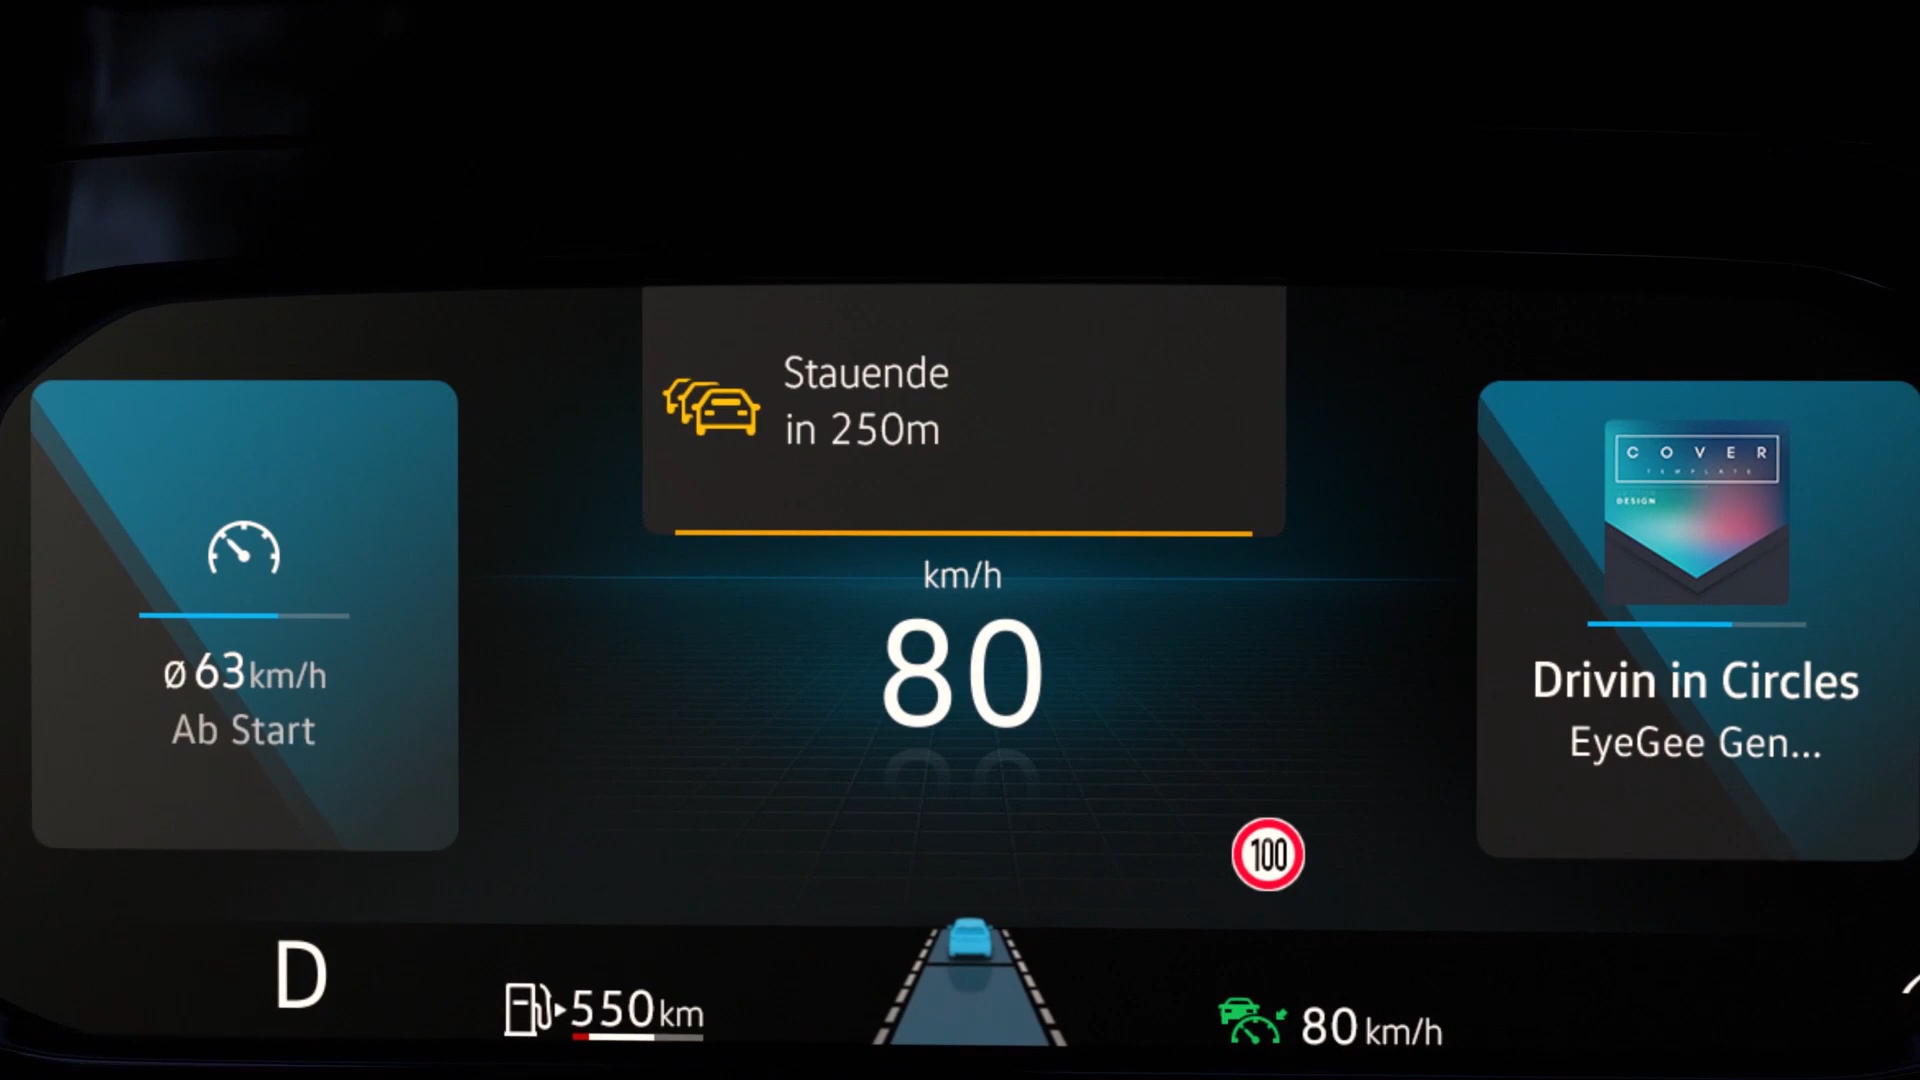 Stauende
in 250m
km/h
80
ø 63 km/h
Ab Start
COVER
TEMPLATE
DESIGN
Drivin in Circles
EyeGee Gen...
100
D
550 km
80 km/h